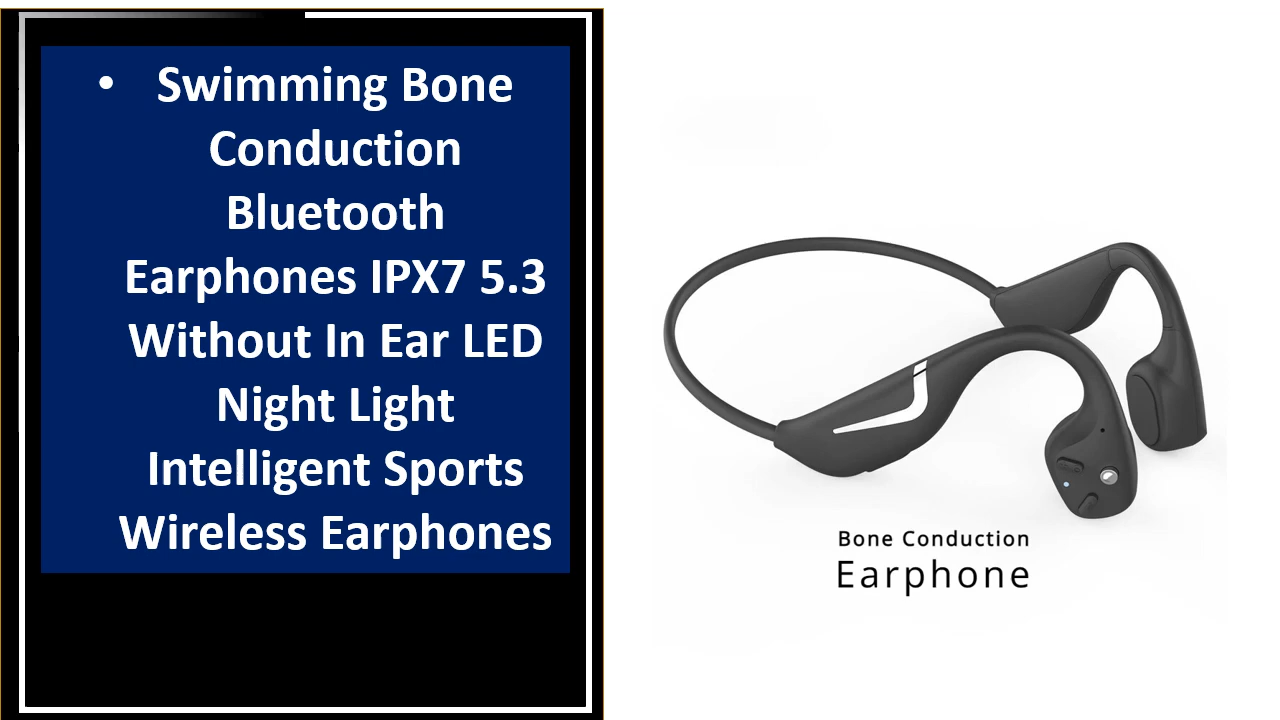 • Swimming Bone
Conduction
Bluetooth
Earphones IPX7 5.3
Without In Ear LED
Night Light
Intelligent Sports
Wireless Earphones
Bone Conduction
Earphone